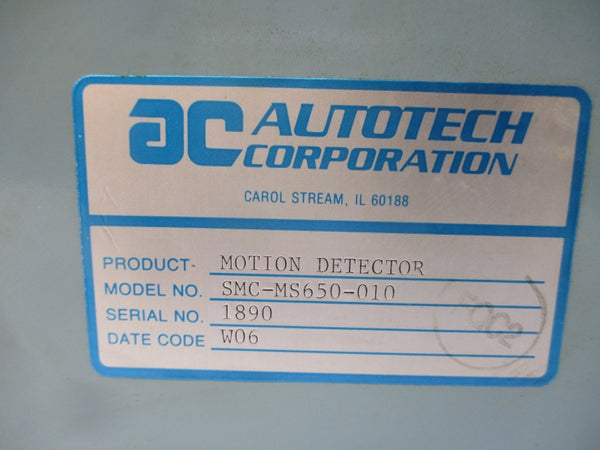 ac AUTOTECH
CORPORATION
CAROL STREAM, IL 60188
PRODUCT- MOTION DETECTOR
MODEL NO. SMC-MS650-010
SERIAL NO. 1890
DATE CODE W06